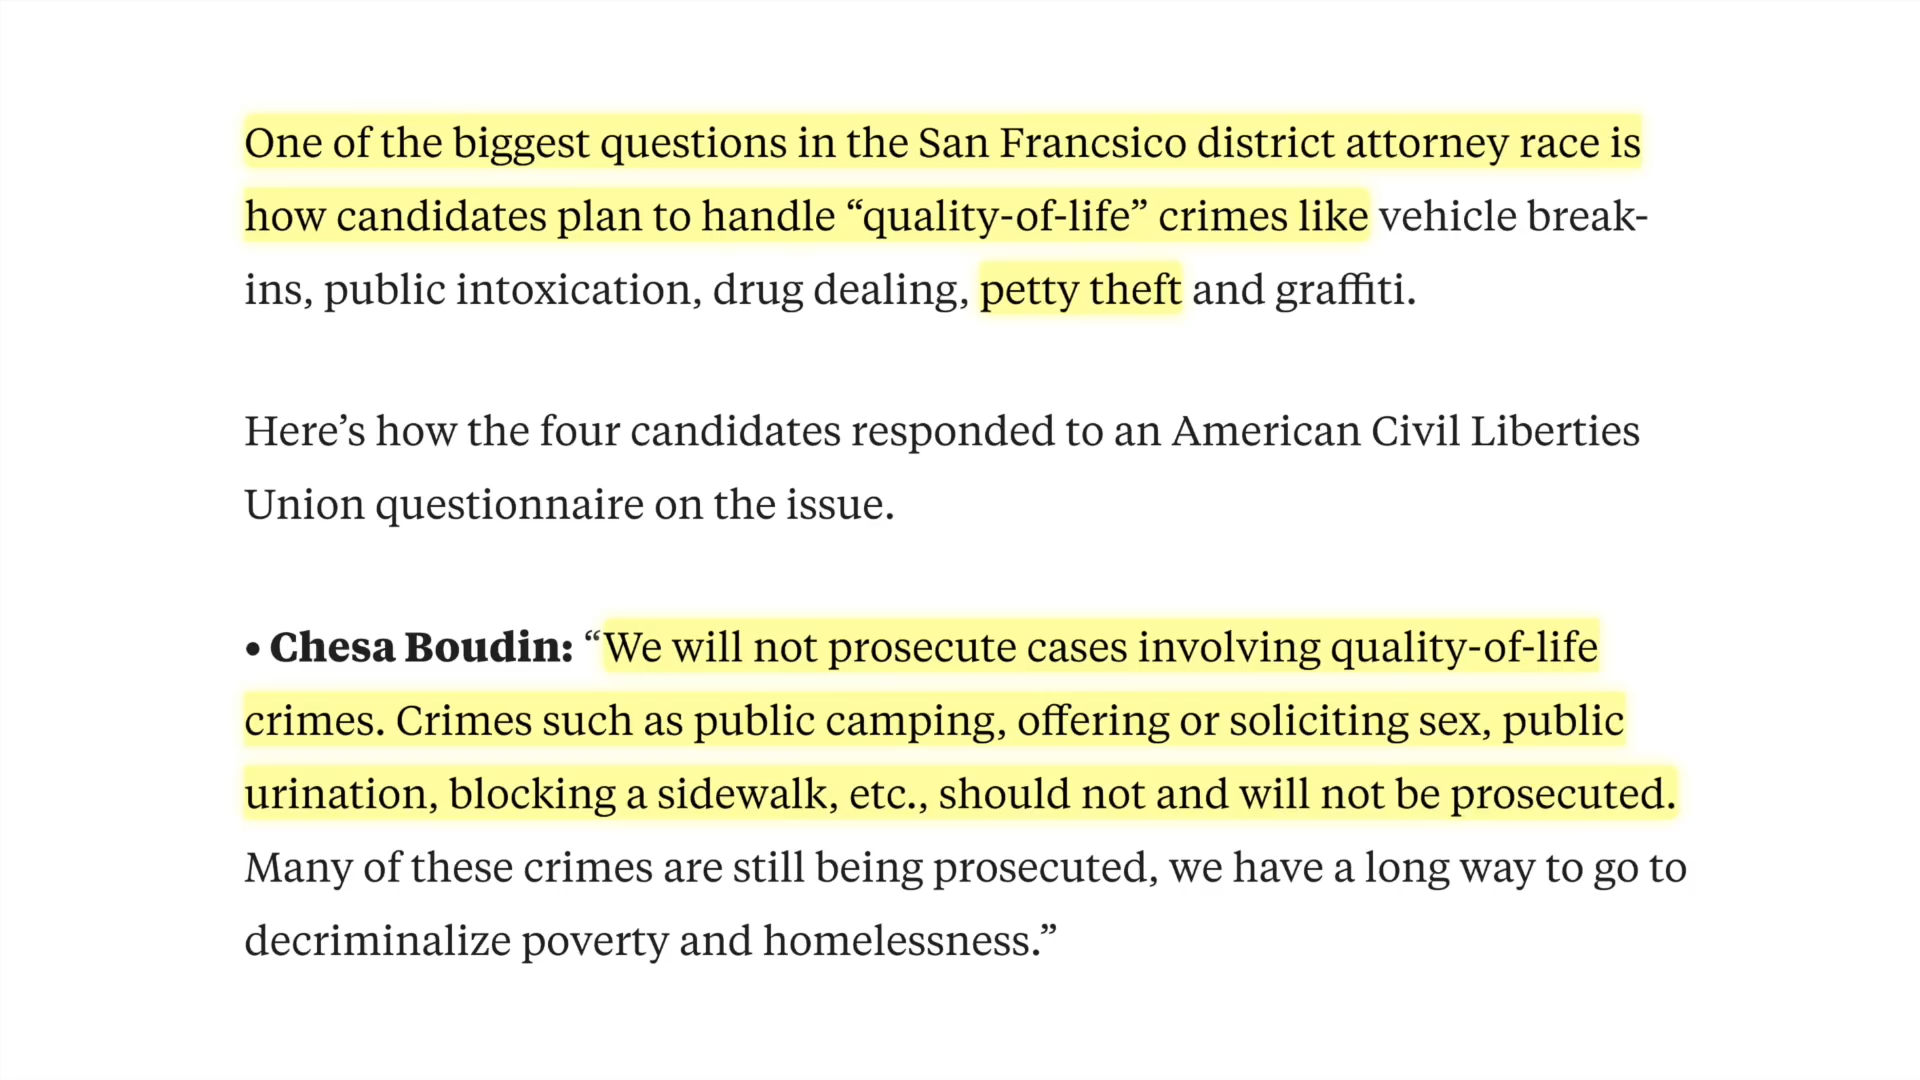 One of the biggest questions in the San Francsico district attorney race is
how candidates plan to handle “quality-of-life” crimes like vehicle break-
ins, public intoxication, drug dealing, petty theft and graffiti.
Here’s how the four candidates responded to an American Civil Liberties
Union questionnaire on the issue.
• Chesa Boudin: “We will not prosecute cases involving quality-of-life
crimes. Crimes such as public camping, offering or soliciting sex, public
urination, blocking a sidewalk, etc., should not and will not be prosecuted.
Many of these crimes are still being prosecuted, we have a long way to go to
decriminalize poverty and homelessness.”